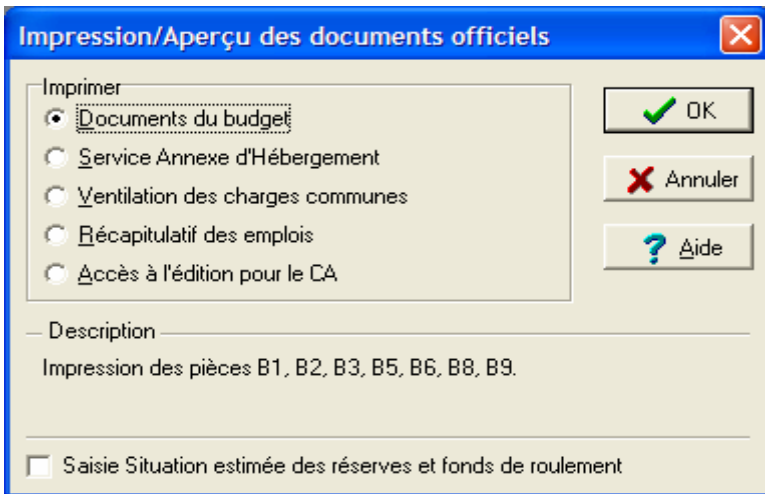 Impression/Aperçu des documents officiels
Imprimer
Documents du budget
Service Annexe d'Hébergement
Ventilation des charges communes
Récapitulatif des emplois
Accès à l'édition pour le CA
OK
Annuler
Aide
Description
Impression des pièces B1, B2, B3, B5, B6, B8, B9.
Saisie Situation estimée des réserves et fonds de roulement